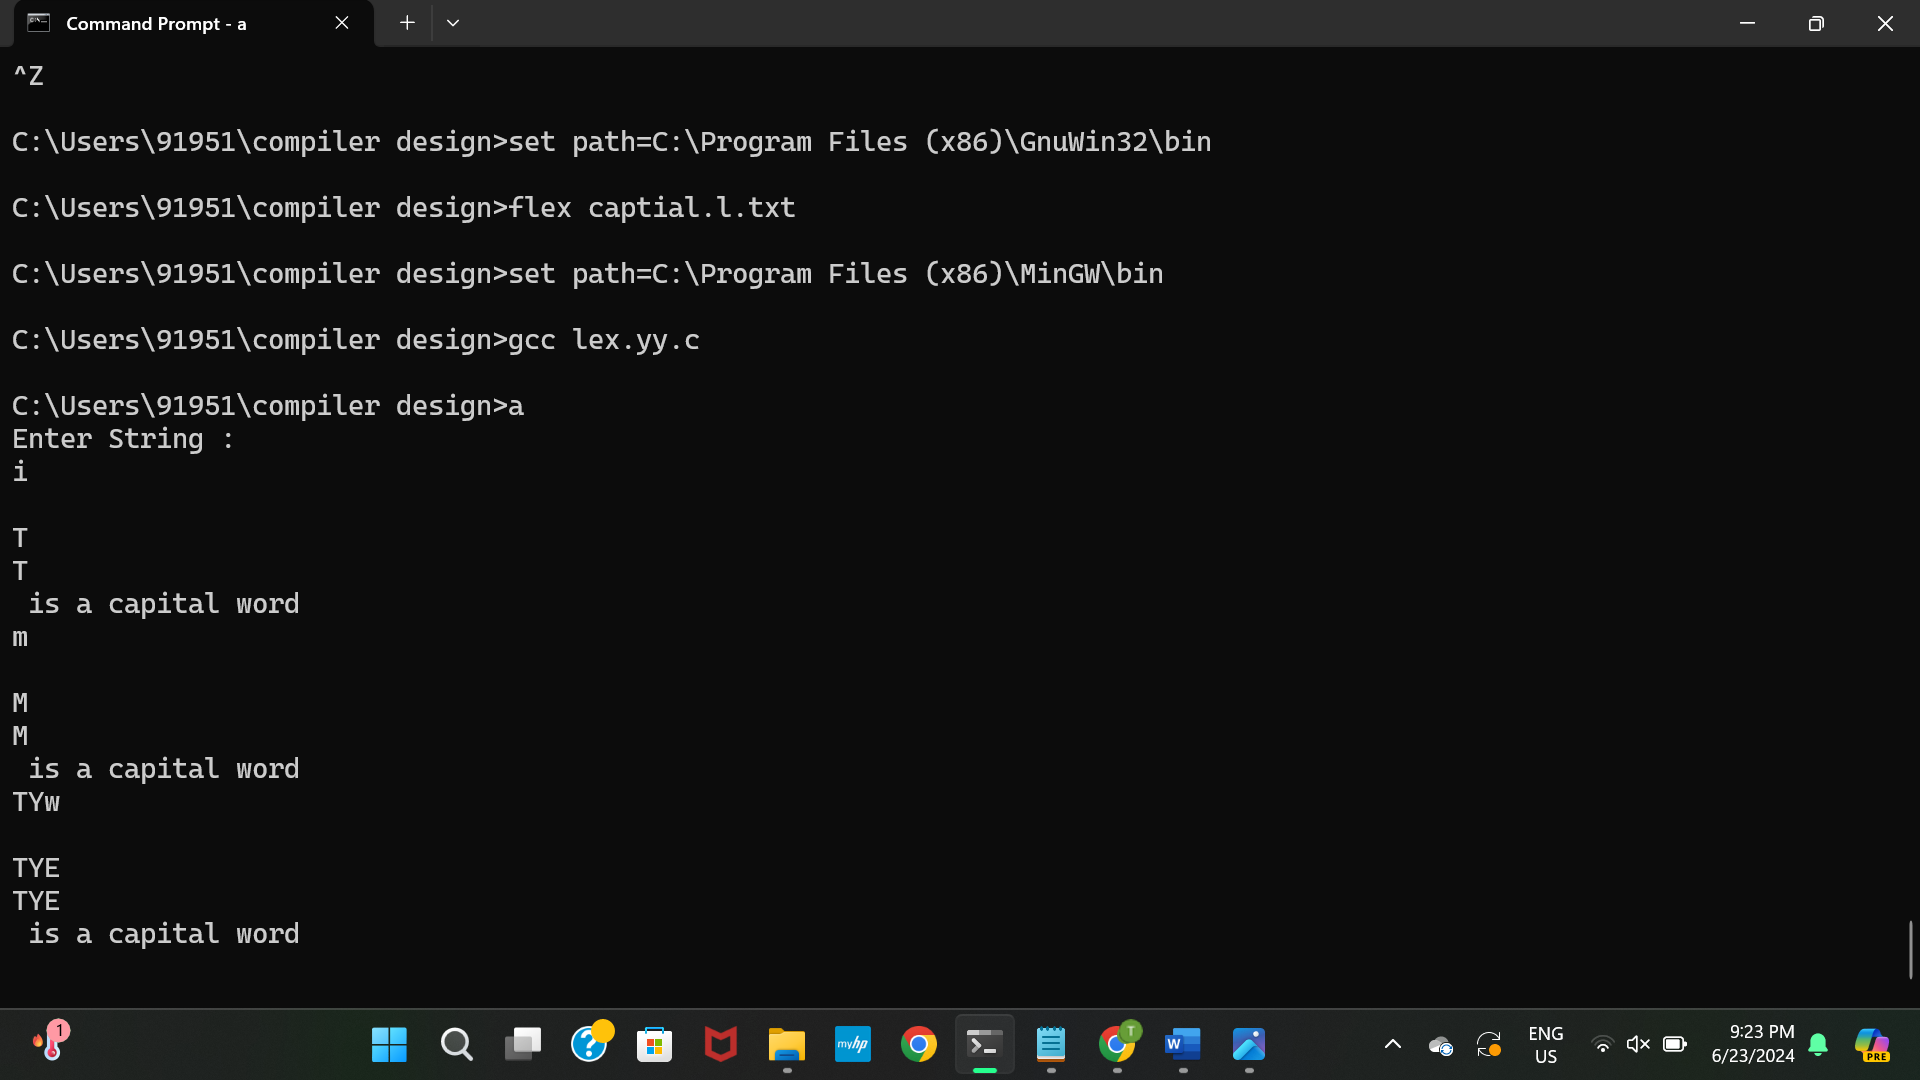 Command Prompt - a
^Z
C:\Users\91951\compiler design>set path=C:\Program Files (x86)\GnuWin32\bin
C:\Users\91951\compiler design>flex captial.l.txt
C:\Users\91951\compiler design>set path=C:\Program Files (x86)\MinGW\bin
C:\Users\91951\compiler design>gcc lex.yy.c
C:\Users\91951\compiler design>a
Enter String :
i
T
T
is a capital word
m
M
M
is a capital word
TYw
TYE
TYE
is a capital word
1
myhp
T
W
ENG
US
9:23 PM
6/23/2024
PRE